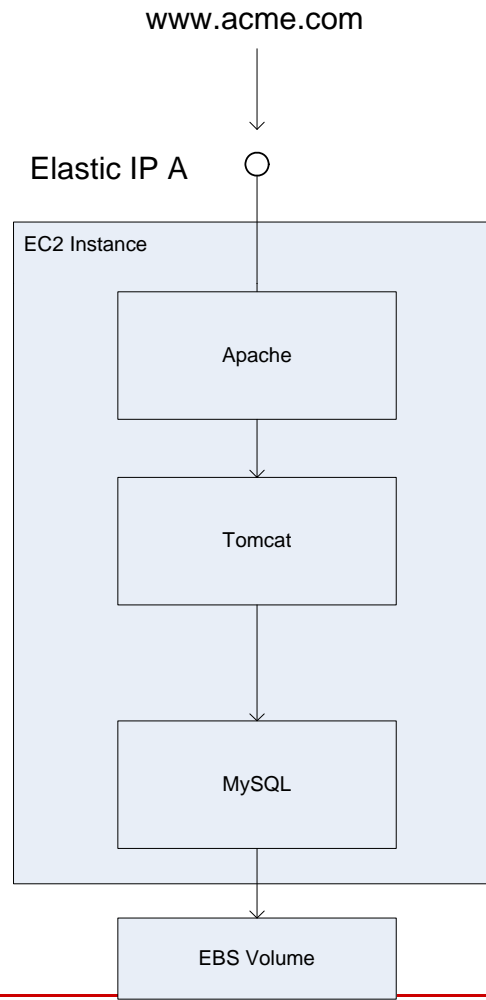 www.acme.com
Elastic IP A
EC2 Instance
Apache
Tomcat
MySQL
EBS Volume